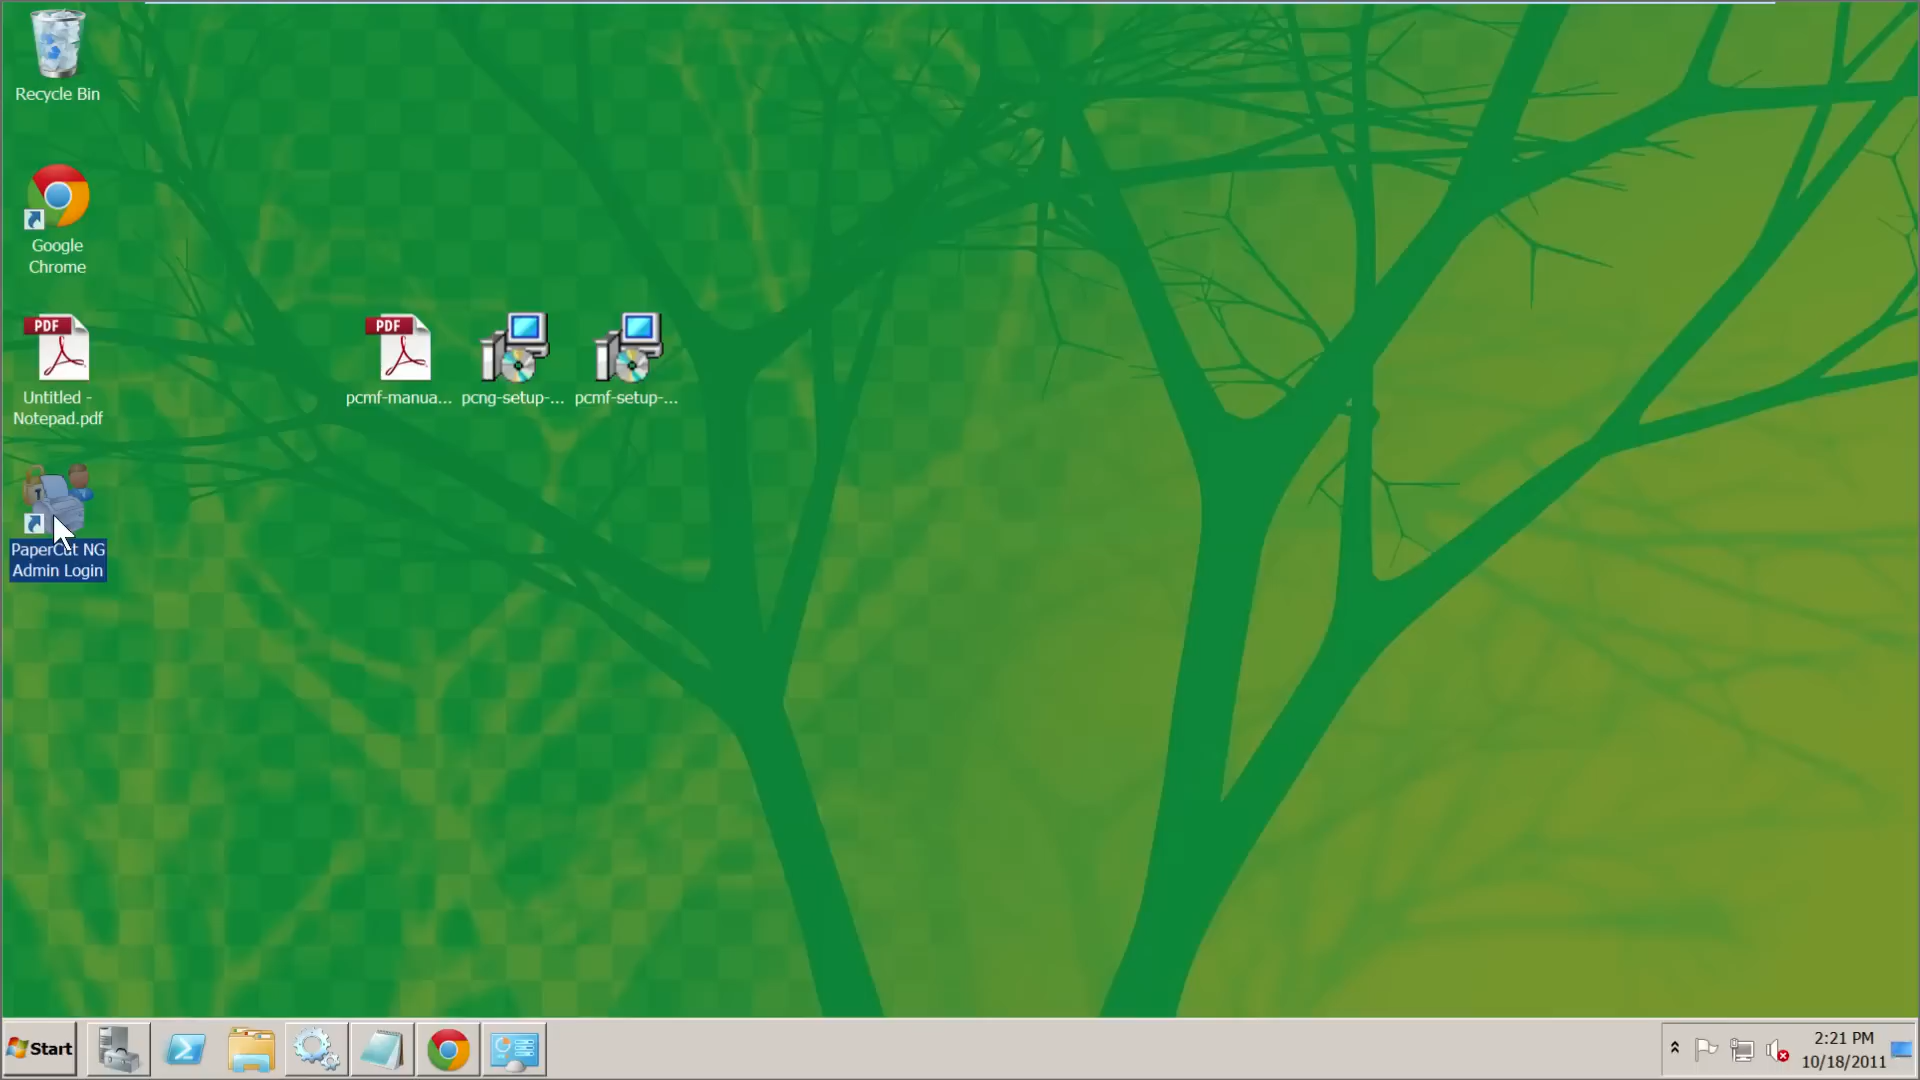 Recycle Bin
Google
Chrome
PDF
Untitled -
Notepad.pdf
PDF
pcmf-manua...
pcng-setup-...
pcmf-setup-...
PaperCut NG
Admin Login
Start
2:21 PM
10/18/2011